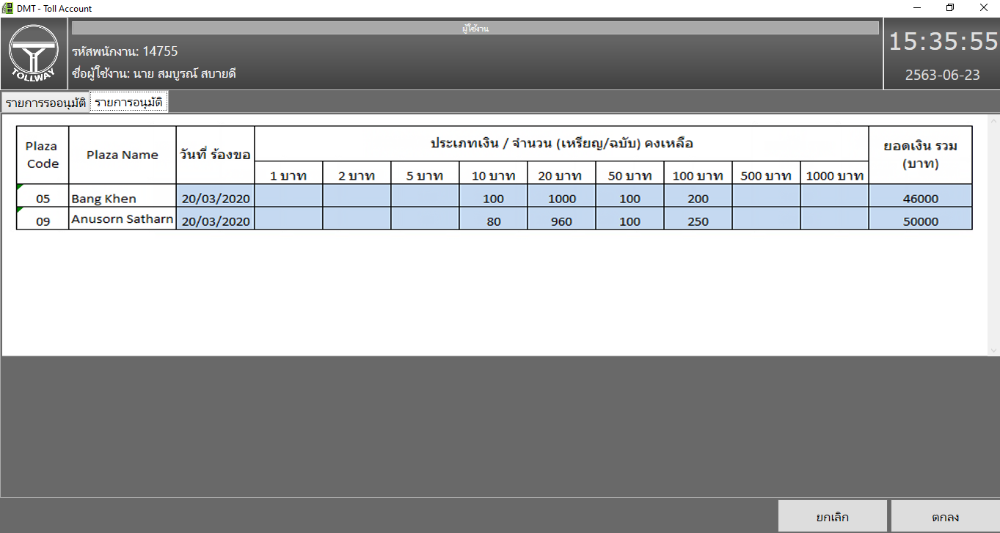 DMT - Toll Account
ผู้ใช้งาน
รหัสพนักงาน: 14755
ชื่อผู้ใช้งาน: นาย สมบูรณ์ สบายดี
15:35:55
2563-06-23
TOLLWAY
รายการรออนุมัติ รายการอนุมัติ
Plaza Code Plaza Name วันที่ ร้องขอ ประเภทเงิน / จำนวน (เหรียญ/ฉบับ) คงเหลือ ยอดเงิน รวม (บาท)
1 บาท 2 บาท 5 บาท 10 บาท 20 บาท 50 บาท 100 บาท 500 บาท 1000 บาท
05 Bang Khen 20/03/2020 100 1000 100 200 46000
09 Anusorn Satharn 20/03/2020 80 960 100 250 50000
ยกเลิก ตกลง